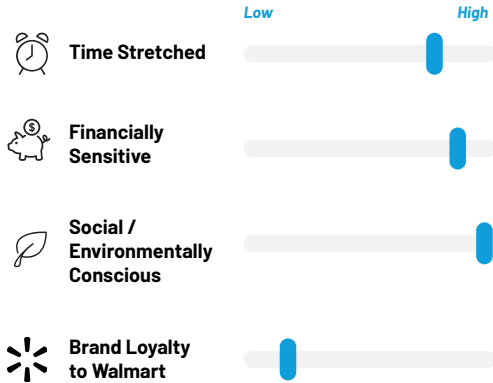 Low High
Time Stretched
$
Financially
Sensitive
Social /
Environmentally
Conscious
Brand Loyalty
to Walmart